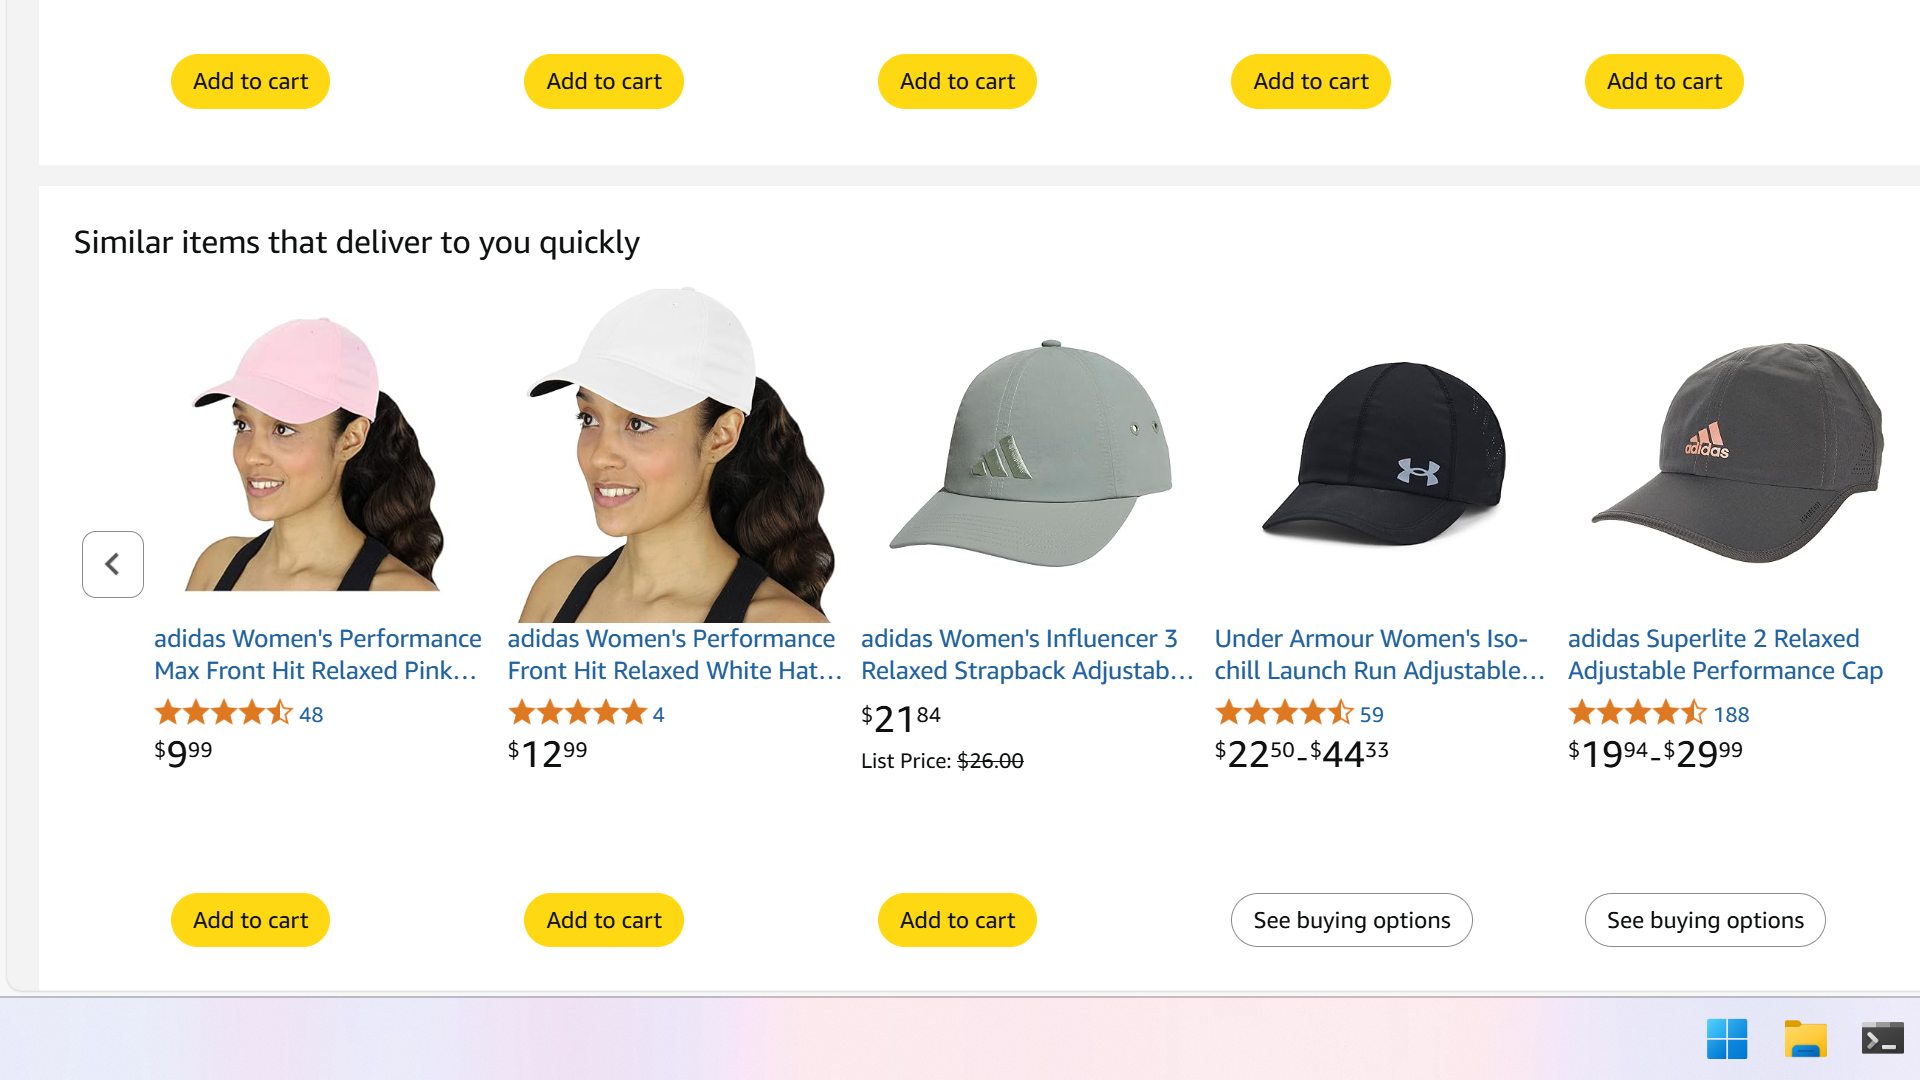 Add to cart
Add to cart
Add to cart
Add to cart
Add to cart
Similar items that deliver to you quickly
adidas
adidas Women's Performance
Max Front Hit Relaxed Pink...
48
$9.99
adidas Women's Performance
Front Hit Relaxed White Hat...
4
$12.99
adidas Women's Influencer 3
Relaxed Strapback Adjustab...
$21.84
List Price: $26.00
Under Armour Women's Iso-
chill Launch Run Adjustable...
59
$22.50-$44.33
adidas Superlite 2 Relaxed
Adjustable Performance Cap
188
$19.94-$29.99
Add to cart
Add to cart
Add to cart
See buying options
See buying options